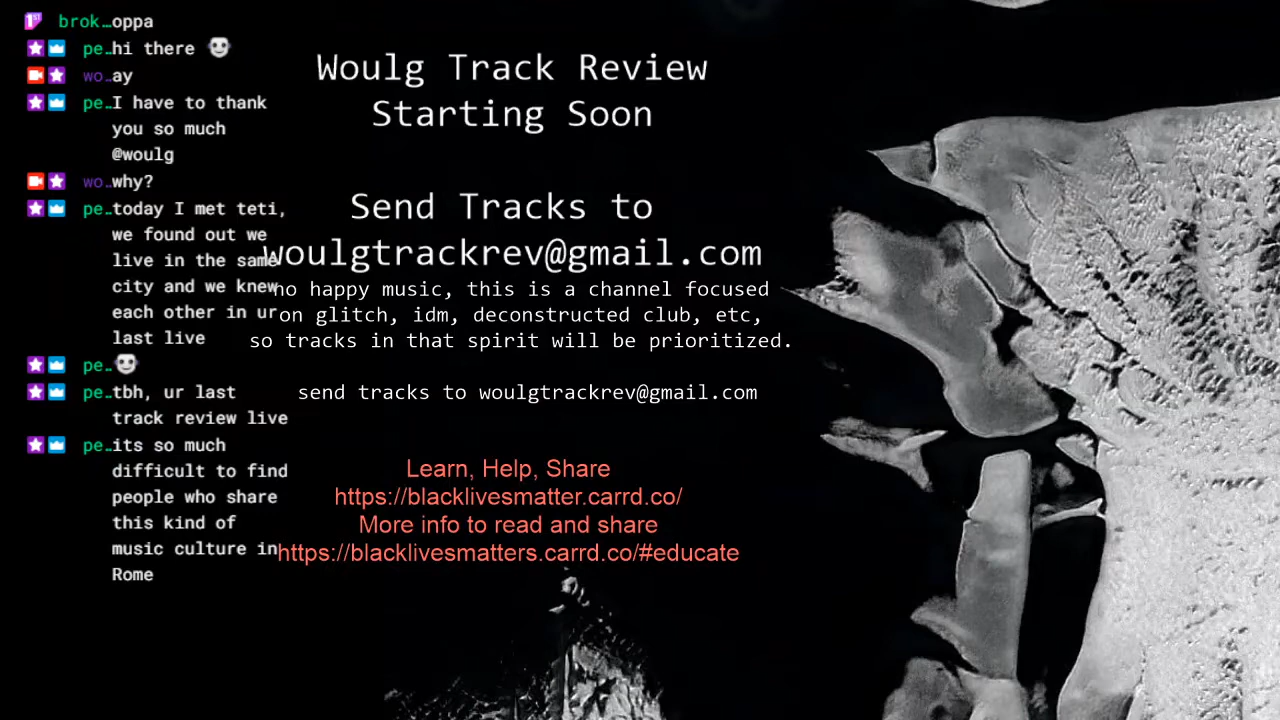 brok…oppa
pe…hi there
wo…ay
pe…I have to thank
you so much
@woulg
wo…why?
pe…today I met teti,
we found out we
live in the same
city and we knew
each other in ur
last live
pe…
pe…tbh, ur last
track review live
pe…its so much
difficult to find
people who share
this kind of
music culture in
Rome
Woulg Track Review
Starting Soon
Send Tracks to
woulgtrackrev@gmail.com
no happy music, this is a channel focused
on glitch, idm, deconstructed club, etc,
so tracks in that spirit will be prioritized.
send tracks to woulgtrackrev@gmail.com
Learn, Help, Share
https://blacklivesmatter.carrd.co/
More info to read and share
https://blacklivesmatters.carrd.co/#educate